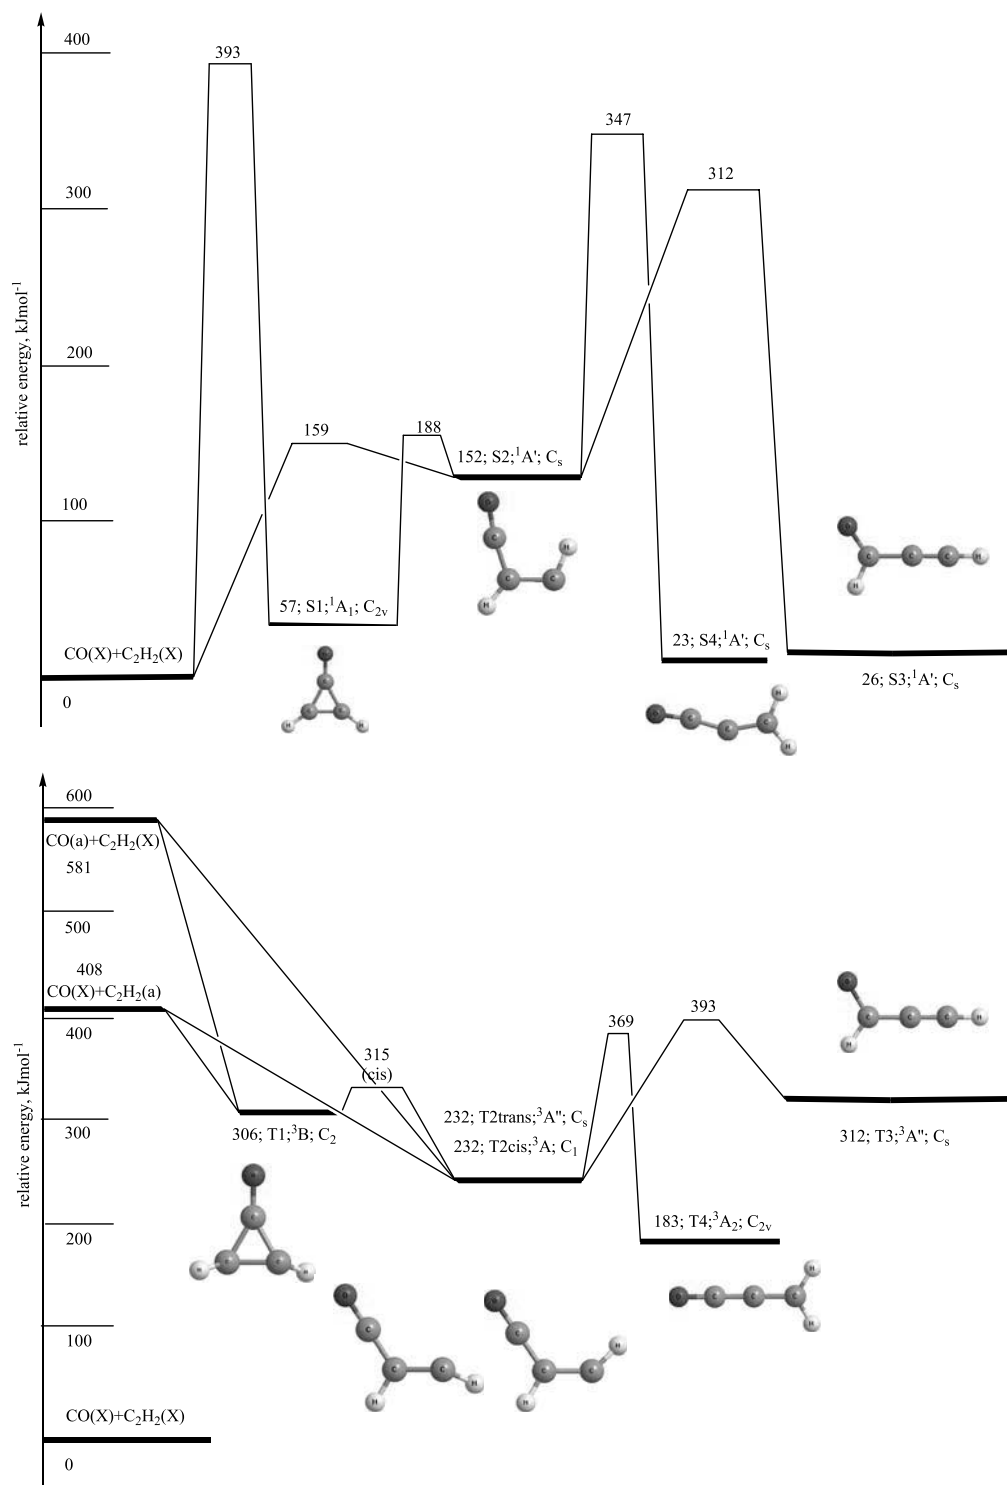 400
393
347
312
300
relative energy, kJmol-1
200
159
188
152; S2;1A'; Cs
100
57; S1;1A1; C2v
CO(X)+C2H2(X)
23; S4;1A'; Cs
26; S3;1A'; Cs
0
600
CO(a)+C2H2(X)
581
500
408
CO(X)+C2H2(a)
400
369
393
315
(cis)
relative energy, kJmol-1
232; T2trans;3A''; Cs
300
306; T1;3B; C2
232; T2cis;3A; C1
312; T3;3A''; Cs
200
183; T4;3A2; C2v
100
CO(X)+C2H2(X)
0